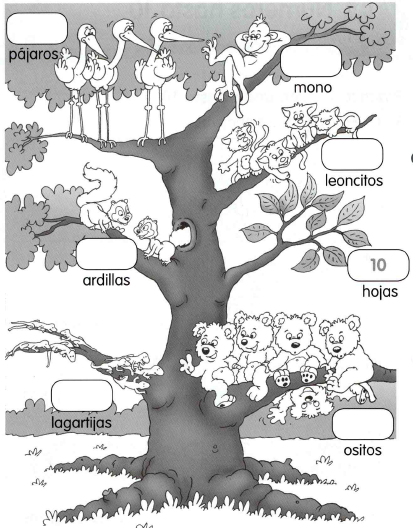 pájaros
mono
leoncitos
ardillas
10
hojas
lagartijas
ositos